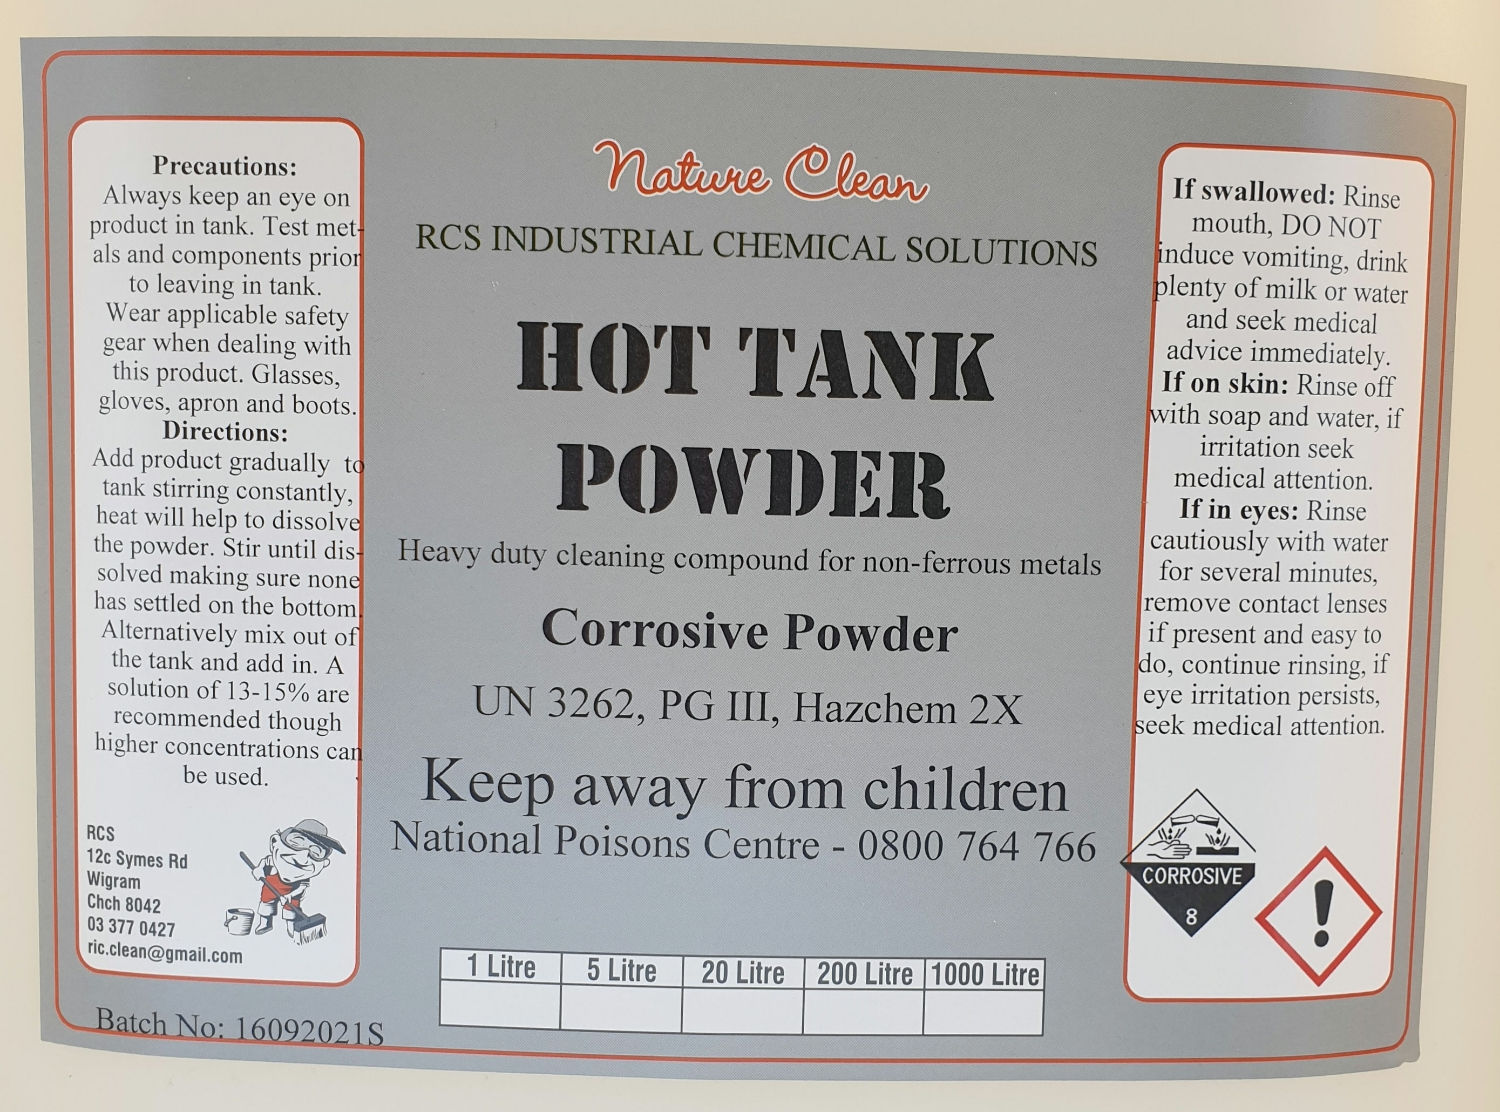 Precautions:
Always keep an eye on
product in tank. Test met-
als and components prior
to leaving in tank.
Wear applicable safety
gear when dealing with
this product. Glasses,
gloves, apron and boots.
Directions:
Add product gradually to
tank stirring constantly,
heat will help to dissolve
the powder. Stir until dis-
solved making sure none
has settled on the bottom.
Alternatively mix out of
the tank and add in. A
solution of 13-15% are
recommended though
higher concentrations can
be used.
RCS
12c Symes Rd
Wigram
Chch 8042
03 377 0427
ric.clean@gmail.com
Batch No: 16092021S
Nature Clean
RCS INDUSTRIAL CHEMICAL SOLUTIONS
HOT TANK
POWDER
Heavy duty cleaning compound for non-ferrous metals
Corrosive Powder
UN 3262, PG III, Hazchem 2X
Keep away from children
National Poisons Centre - 0800 764 766
1 Litre 5 Litre 20 Litre 200 Litre 1000 Litre
If swallowed: Rinse
mouth, DO NOT
induce vomiting, drink
plenty of milk or water
and seek medical
advice immediately.
If on skin: Rinse off
with soap and water, if
irritation seek
medical attention.
If in eyes: Rinse
cautiously with water
for several minutes,
remove contact lenses
if present and easy to
do, continue rinsing, if
eye irritation persists,
seek medical attention.
CORROSIVE
8
!